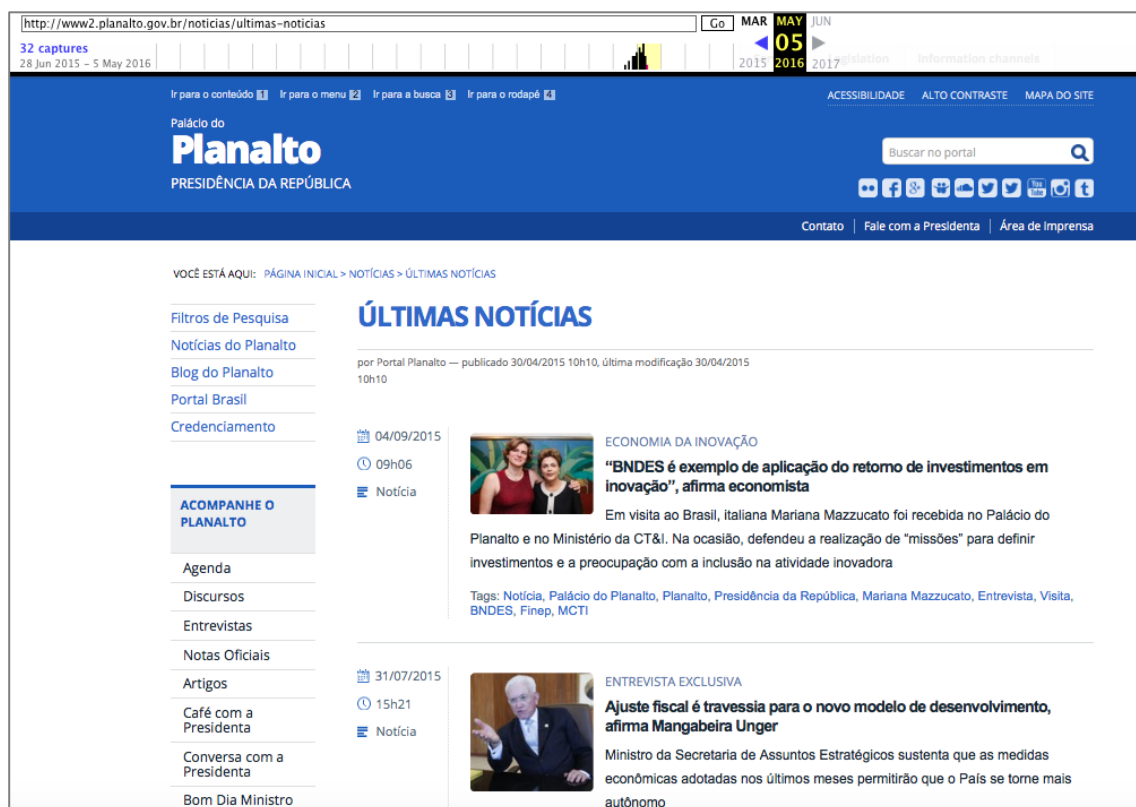 http://www2.planalto.gov.br/noticias/ultimas-noticias
Go
MAR MAY JUN
32 captures
05
28 Jun 2015 – 5 May 2016
2015 2016 2017
Legislation Information channels
Ir para o conteúdo 1 Ir para o menu 2 Ir para a busca 3 Ir para o rodapé 4
ACESSIBILIDADE ALTO CONTRASTE MAPA DO SITE
Palácio do
Planalto
PRESIDÊNCIA DA REPÚBLICA
Buscar no portal
You Tube
Contato | Fale com a Presidenta | Área de Imprensa
VOCÊ ESTÁ AQUI: PÁGINA INICIAL > NOTÍCIAS > ÚLTIMAS NOTÍCIAS
Filtros de Pesquisa
Notícias do Planalto
Blog do Planalto
Portal Brasil
Credenciamento
ACOMPANHE O
PLANALTO
Agenda
Discursos
Entrevistas
Notas Oficiais
Artigos
Café com a
Presidenta
Conversa com a
Presidenta
Bom Dia Ministro
ÚLTIMAS NOTÍCIAS
por Portal Planalto — publicado 30/04/2015 10h10, última modificação 30/04/2015
10h10
04/09/2015
09h06
Notícia
ECONOMIA DA INOVAÇÃO
“BNDES é exemplo de aplicação do retorno de investimentos em
inovação”, afirma economista
Em visita ao Brasil, italiana Mariana Mazzucato foi recebida no Palácio do
Planalto e no Ministério da CT&I. Na ocasião, defendeu a realização de “missões” para definir
investimentos e a preocupação com a inclusão na atividade inovadora
Tags: Notícia, Palácio do Planalto, Planalto, Presidência da República, Mariana Mazzucato, Entrevista, Visita,
BNDES, Finep, MCTI
31/07/2015
15h21
Notícia
ENTREVISTA EXCLUSIVA
Ajuste fiscal é travessia para o novo modelo de desenvolvimento,
afirma Mangabeira Unger
Ministro da Secretaria de Assuntos Estratégicos sustenta que as medidas
econômicas adotadas nos últimos meses permitirão que o País se torne mais
autônomo